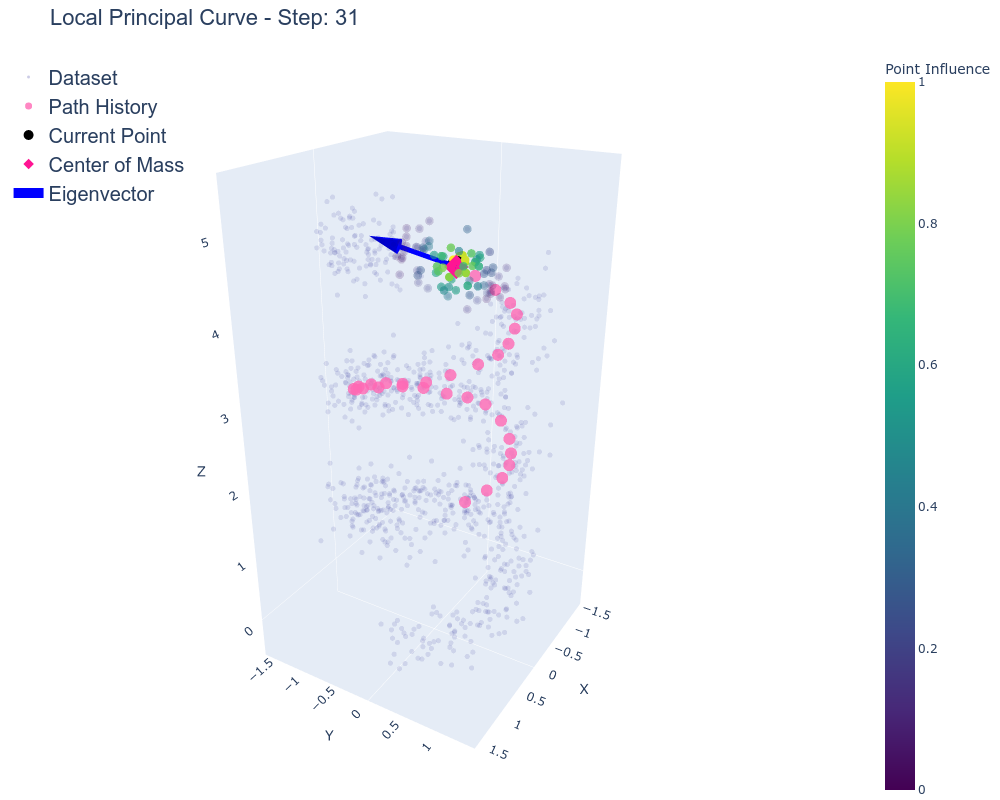 Local Principal Curve - Step: 31
Dataset
Path History
Current Point
Center of Mass
Eigenvector
Point Influence
1
0.8
0.6
0.4
0.2
0
5
4
3
Z
2
1
0
−1.5
−1
−0.5
0
0.5
1
Y
−1.5
−1
−0.5
0
0.5
1
1.5
X